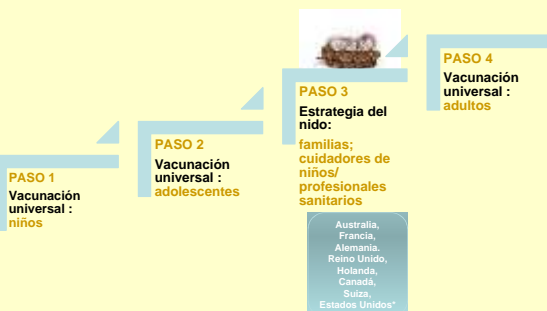 PASO 1
Vacunación
universal :
niños
PASO 2
Vacunación
universal :
adolescentes
PASO 3
Estrategia del
nido:
familias;
cuidadores de
niños/
profesionales
sanitarios
Australia,
Francia,
Alemania.
Reino Unido,
Holanda,
Canadá,
Suiza,
Estados Unidos*
PASO 4
Vacunación
universal :
adultos